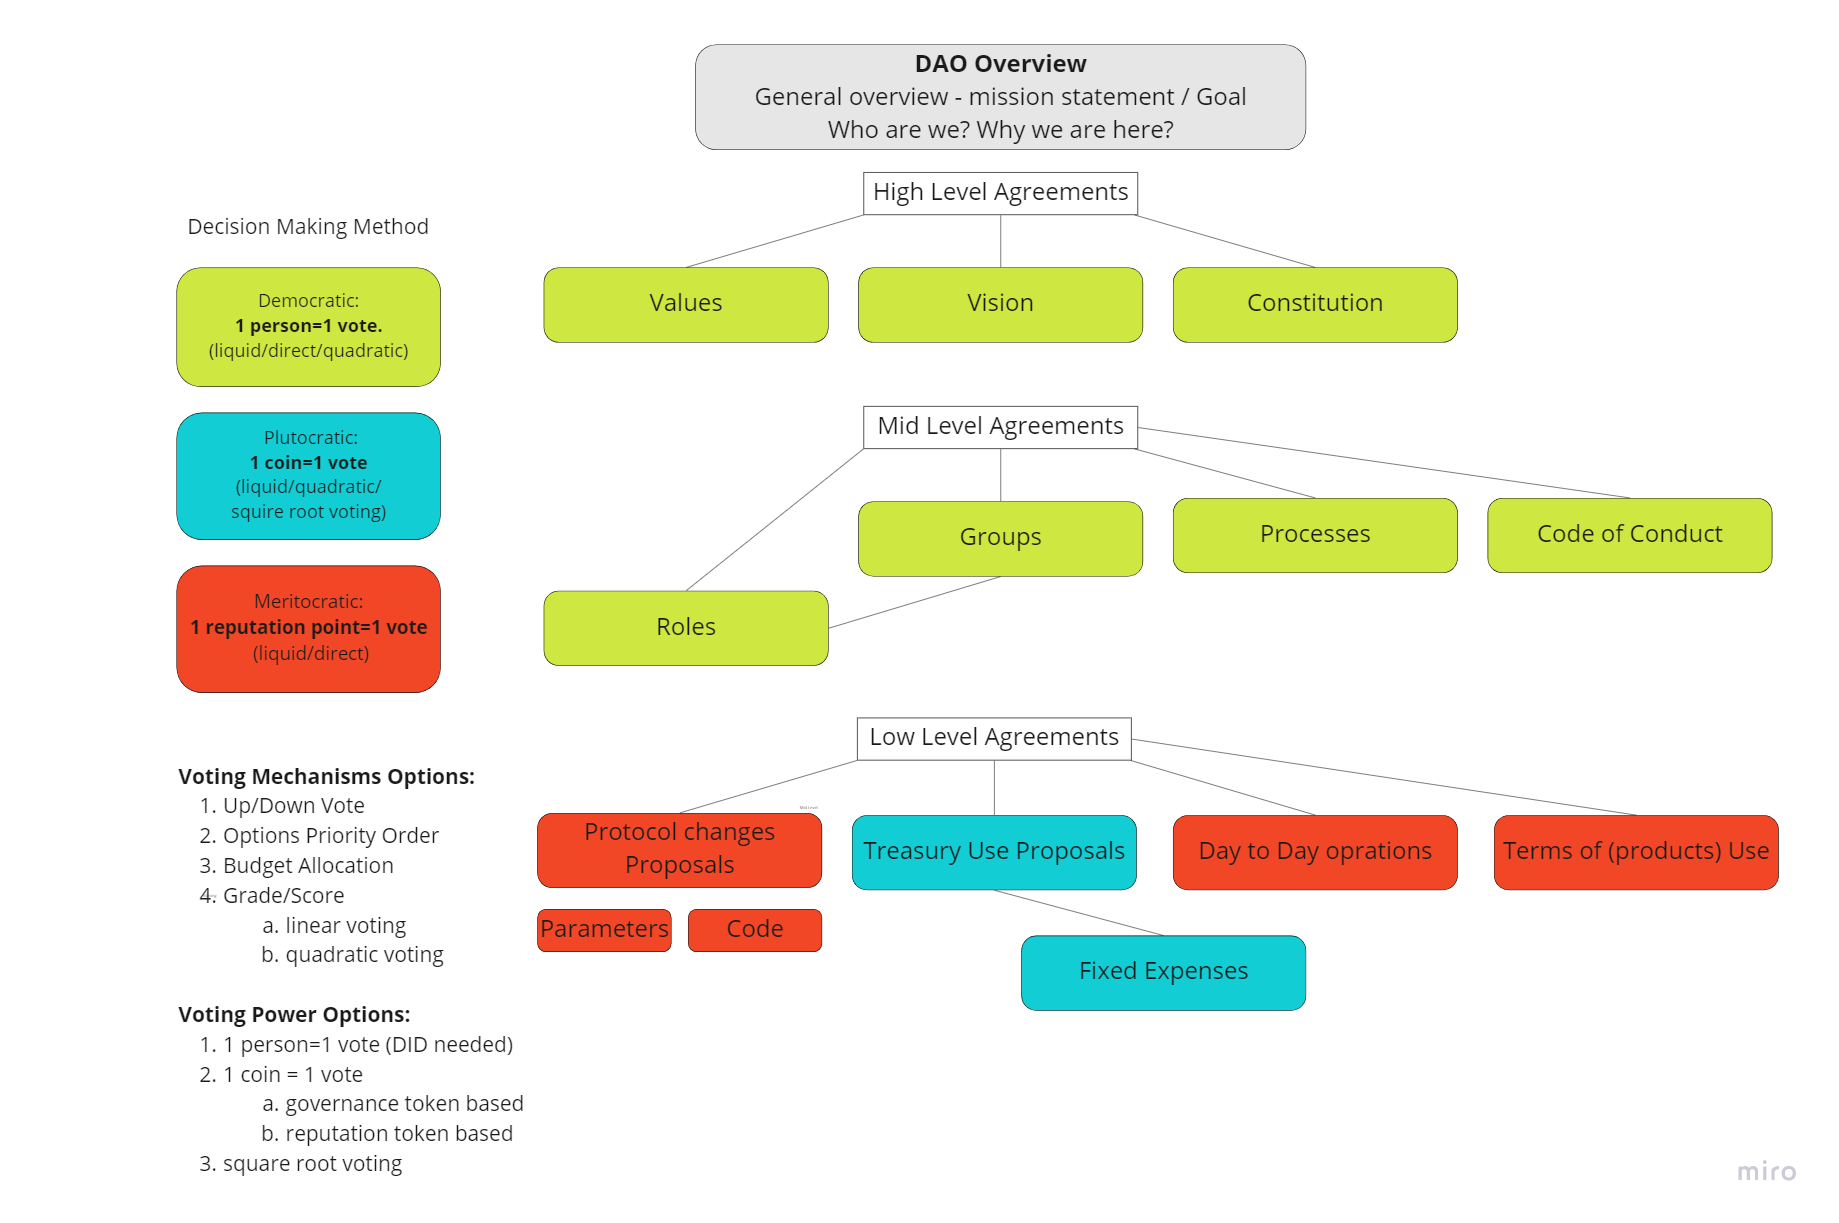 DAO Overview
General overview - mission statement / Goal
Who are we? Why we are here?
High Level Agreements
Values
Vision
Constitution
Mid Level Agreements
Groups
Processes
Code of Conduct
Roles
Low Level Agreements
Protocol changes
Proposals
Treasury Use Proposals
Day to Day oprations
Terms of (products) Use
Parameters
Code
Fixed Expenses
Decision Making Method
Democratic:
1 person=1 vote.
(liquid/direct/quadratic)
Plutocratic:
1 coin=1 vote
(liquid/quadratic/
squire root voting)
Meritocratic:
1 reputation point=1 vote
(liquid/direct)
Voting Mechanisms Options:
1. Up/Down Vote
2. Options Priority Order
3. Budget Allocation
4. Grade/Score
a. linear voting
b. quadratic voting
Voting Power Options:
1. 1 person=1 vote (DID needed)
2. 1 coin = 1 vote
a. governance token based
b. reputation token based
3. square root voting
miro